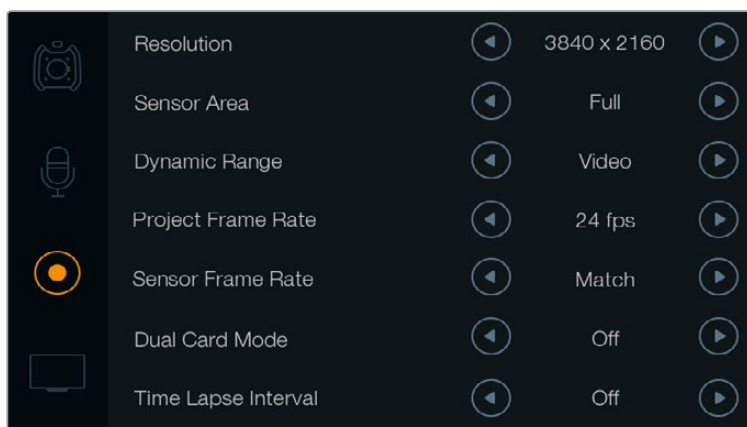 Resolution 3840 x 2160
Sensor Area Full
Dynamic Range Video
Project Frame Rate 24 fps
Sensor Frame Rate Match
Dual Card Mode Off
Time Lapse Interval Off